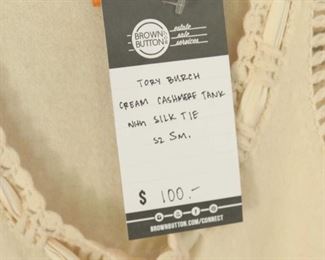 BROWN BUTTON
estate
sale
services
TORY BURCH
CREAM CASHMERE TANK
WITH SILK TIE
SZ SM.
$ 100.-
BROWNBUTTON.COM/CONNECT